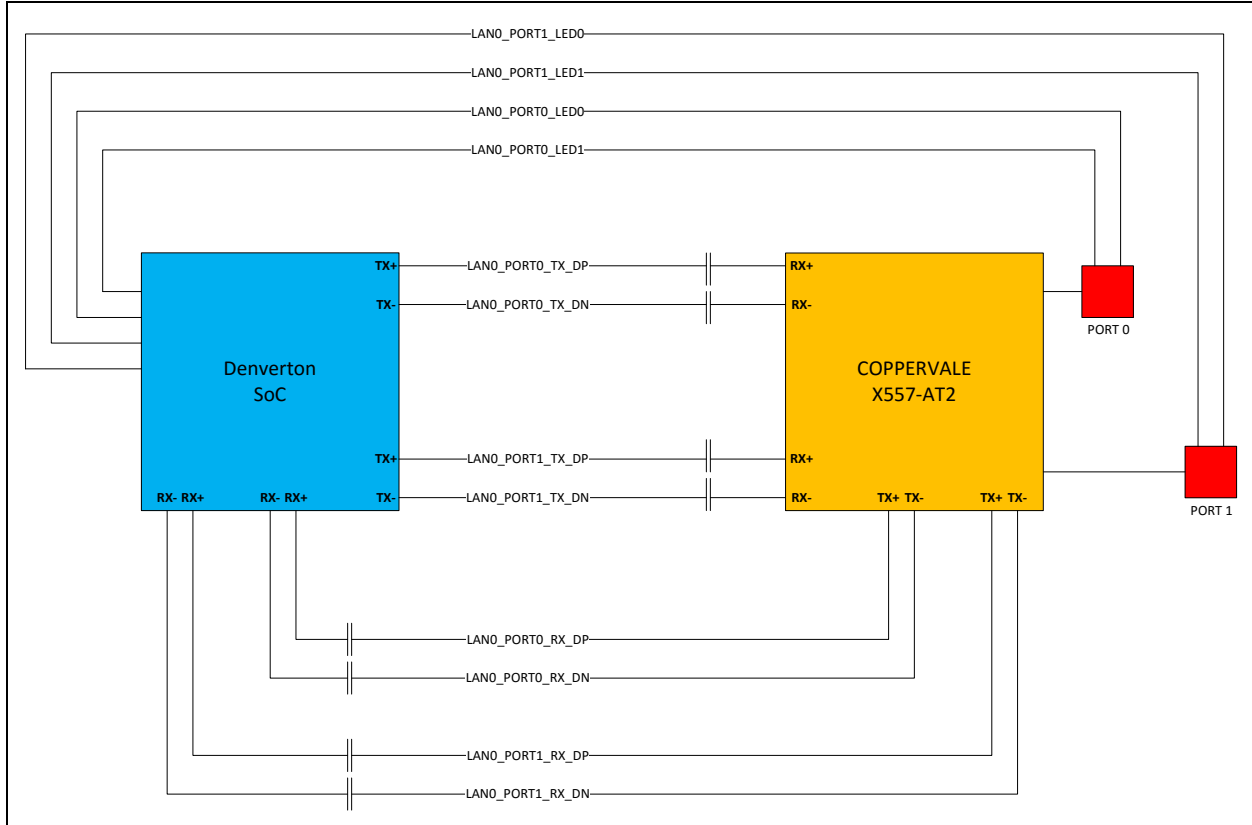 LAN0_PORT1_LED0
LAN0_PORT1_LED1
LAN0_PORT0_LED0
LAN0_PORT0_LED1
TX+
LAN0_PORT0_TX_DP
RX+
TX-
LAN0_PORT0_TX_DN
RX-
PORT 0
Denverton
SoC
COPPERVALE
X557-AT2
TX+
LAN0_PORT1_TX_DP
RX+
RX- RX+
RX- RX+
TX-
LAN0_PORT1_TX_DN
RX-
TX+ TX-
TX+ TX-
PORT 1
LAN0_PORT0_RX_DP
LAN0_PORT0_RX_DN
LAN0_PORT1_RX_DP
LAN0_PORT1_RX_DN